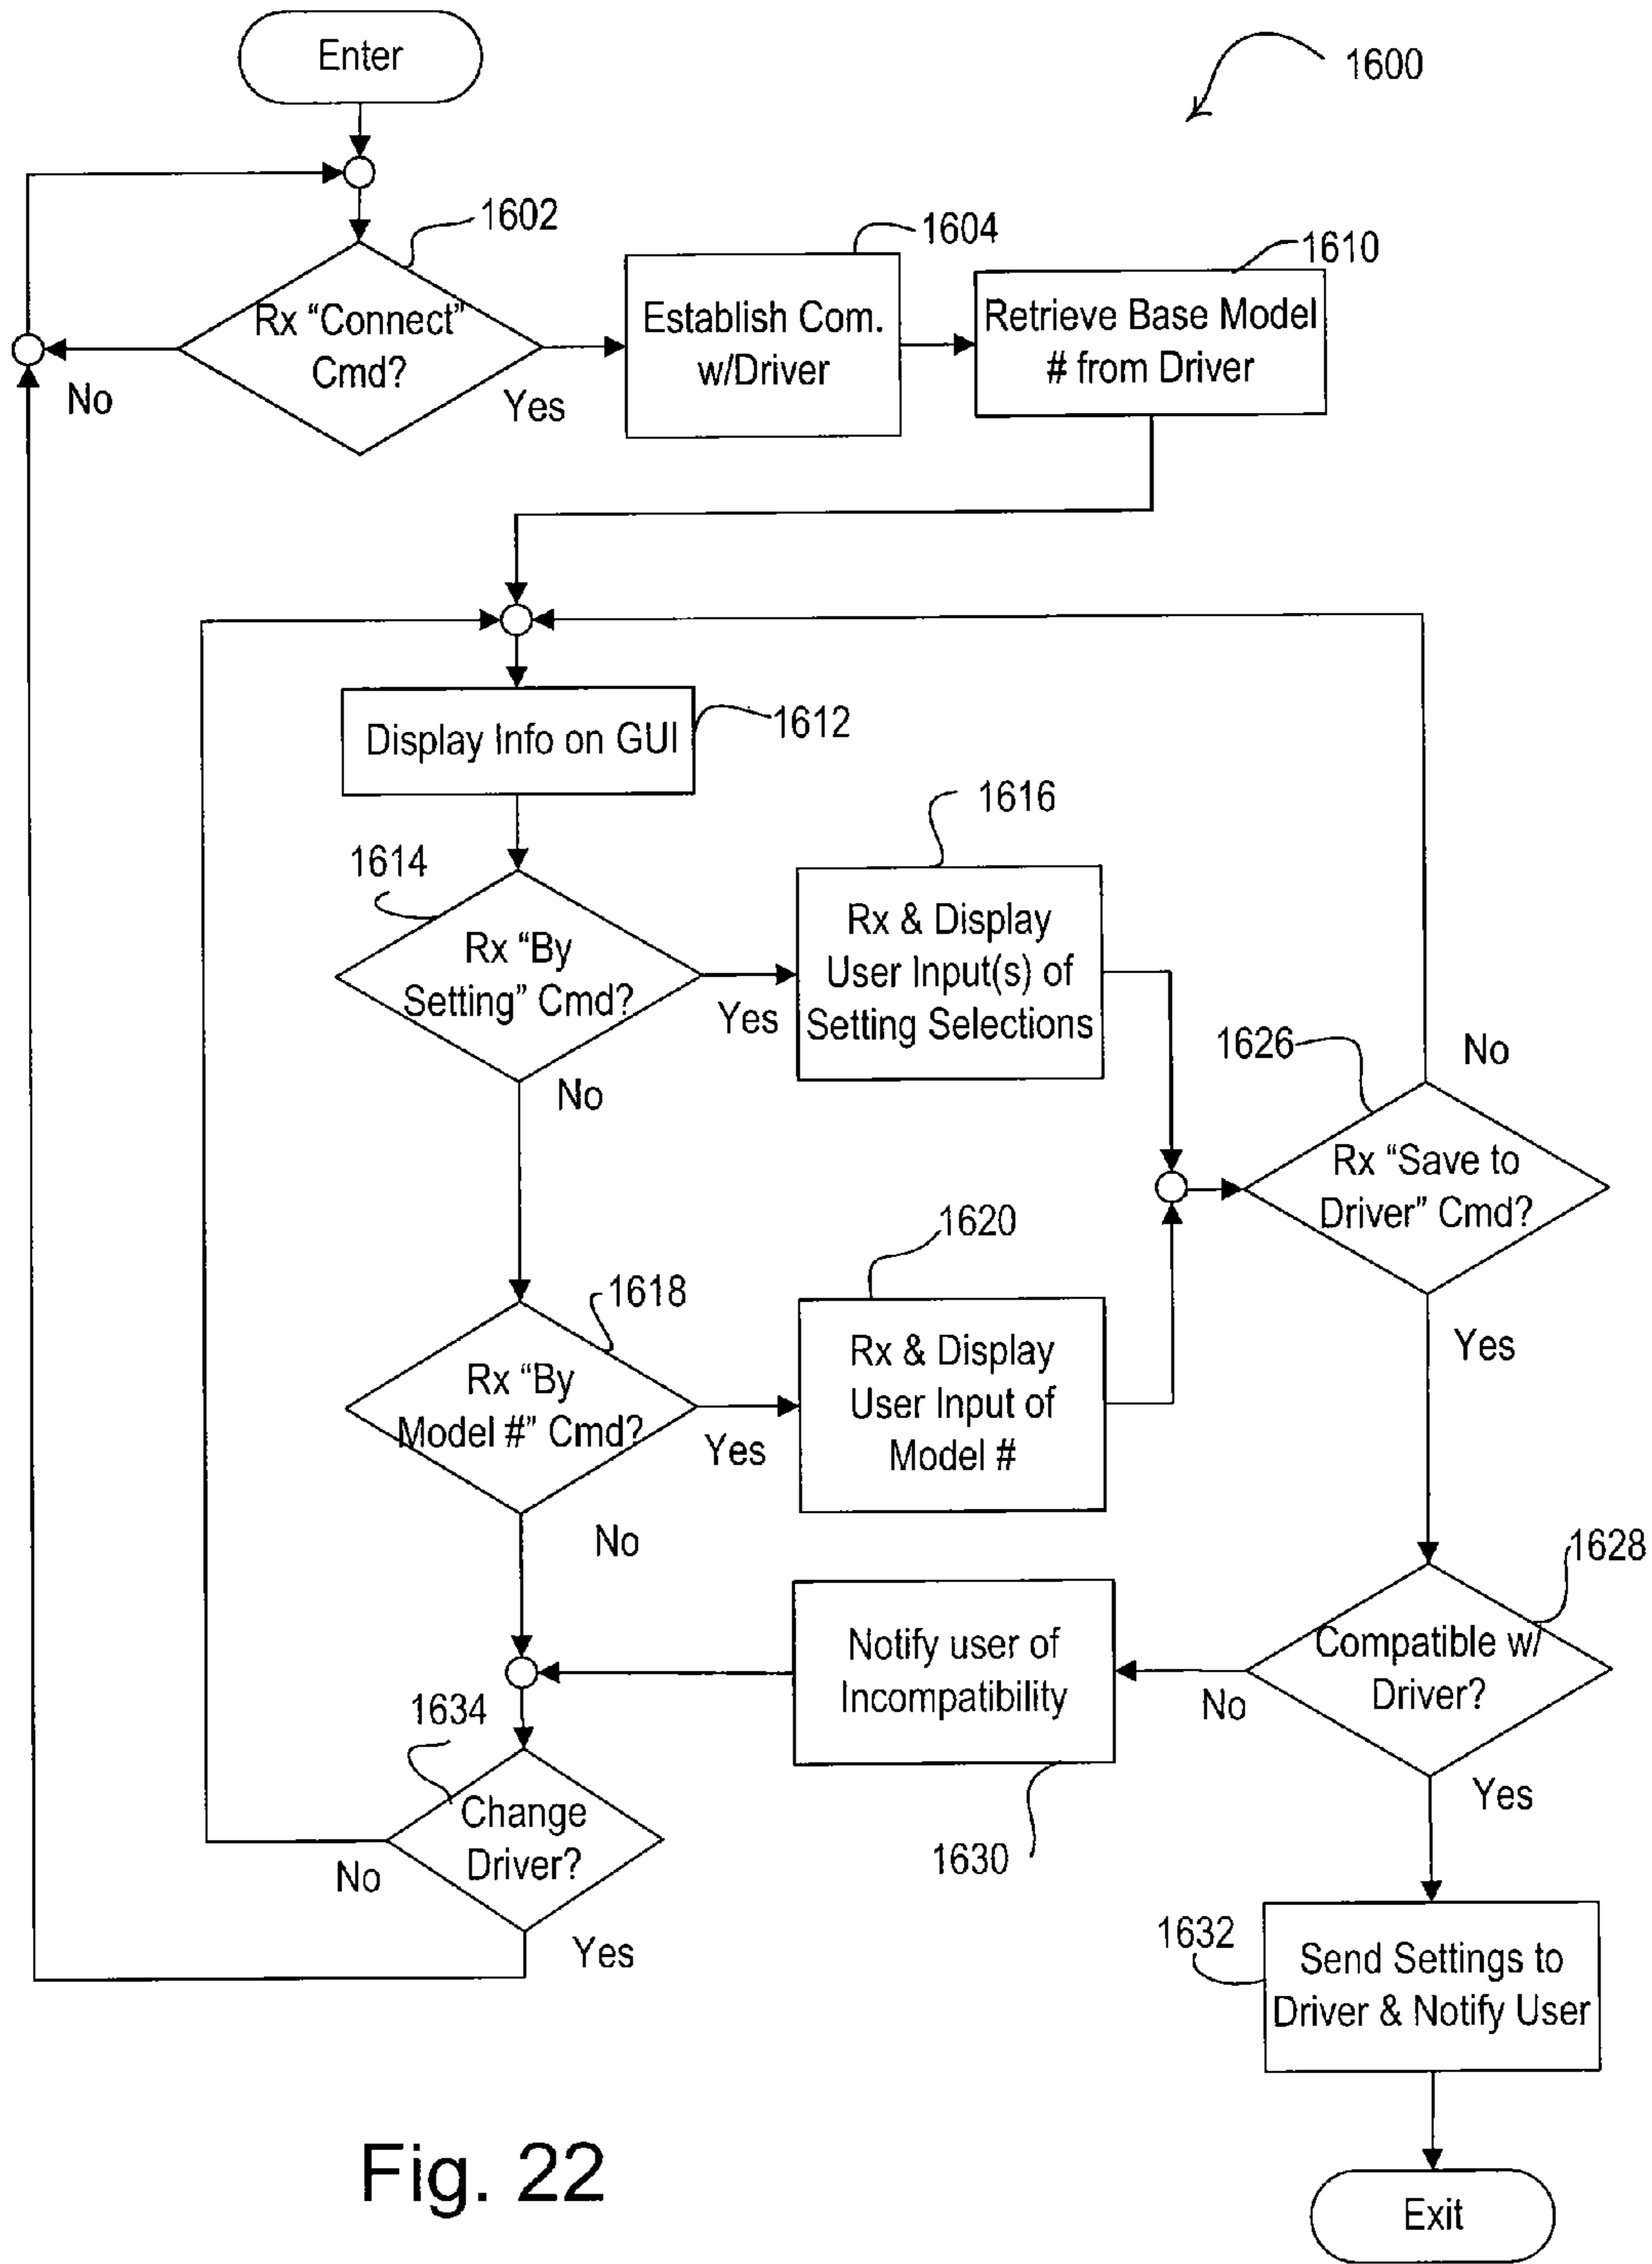 Enter
1600
1602
Rx “Connect”
Cmd?
No
Yes
1604
Establish Com.
w/Driver
1610
Retrieve Base Model
# from Driver
Display Info on GUI
1612
1614
Rx “By
Setting” Cmd?
Yes
No
1616
Rx & Display
User Input(s) of
Setting Selections
1626
No
Rx “Save to
Driver” Cmd?
Yes
1618
Rx “By
Model #” Cmd?
Yes
No
1620
Rx & Display
User Input of
Model #
1628
Compatible w/
Driver?
No
Yes
Notify user of
Incompatibility
1630
1634
Change
Driver?
No
Yes
1632
Send Settings to
Driver & Notify User
Exit
Fig. 22